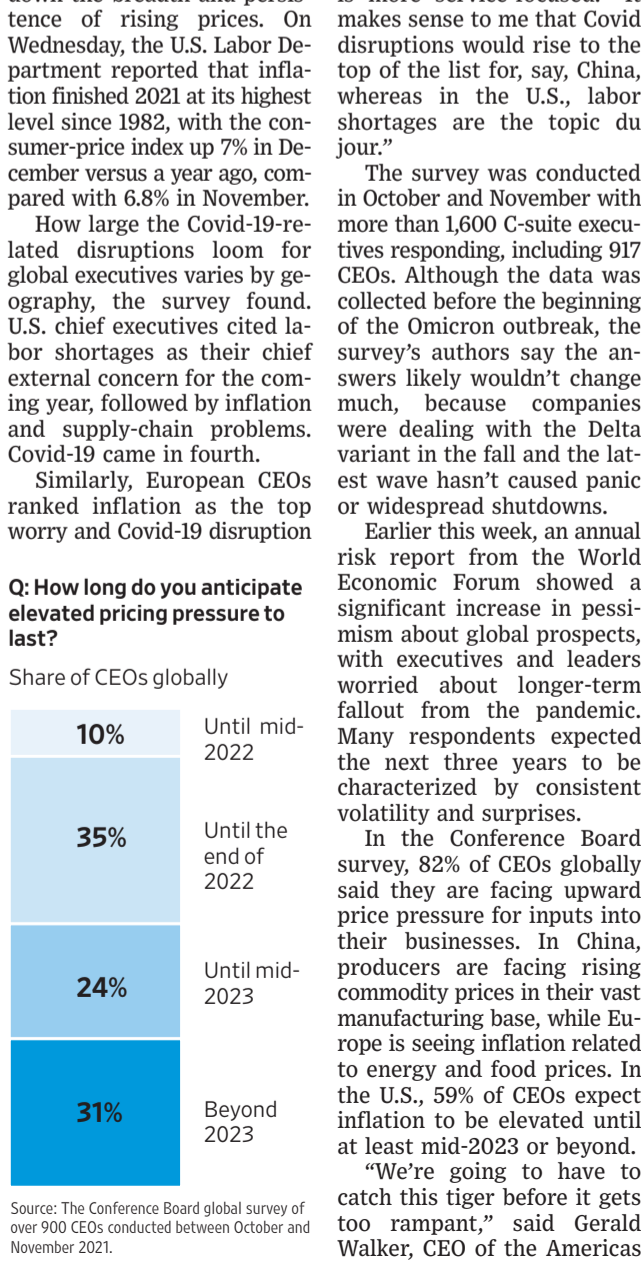 down the breadth and persis-
tence of rising prices. On
Wednesday, the U.S. Labor De-
partment reported that infla-
tion finished 2021 at its highest
level since 1982, with the con-
sumer-price index up 7% in De-
cember versus a year ago, com-
pared with 6.8% in November.
How large the Covid-19-re-
lated disruptions loom for
global executives varies by ge-
ography, the survey found.
U.S. chief executives cited la-
bor shortages as their chief
external concern for the com-
ing year, followed by inflation
and supply-chain problems.
Covid-19 came in fourth.
Similarly, European CEOs
ranked inflation as the top
worry and Covid-19 disruption
Q: How long do you anticipate
elevated pricing pressure to
last?
Share of CEOs globally
10% Until mid-
2022
35% Until the
end of
2022
24% Until mid-
2023
31% Beyond
2023
Source: The Conference Board global survey of
over 900 CEOs conducted between October and
November 2021.
is more service-focused. "It
makes sense to me that Covid
disruptions would rise to the
top of the list for, say, China,
whereas in the U.S., labor
shortages are the topic du
jour.”
The survey was conducted
in October and November with
more than 1,600 C-suite execu-
tives responding, including 917
CEOs. Although the data was
collected before the beginning
of the Omicron outbreak, the
survey’s authors say the an-
swers likely wouldn’t change
much, because companies
were dealing with the Delta
variant in the fall and the lat-
est wave hasn’t caused panic
or widespread shutdowns.
Earlier this week, an annual
risk report from the World
Economic Forum showed a
significant increase in pessi-
mism about global prospects,
with executives and leaders
worried about longer-term
fallout from the pandemic.
Many respondents expected
the next three years to be
characterized by consistent
volatility and surprises.
In the Conference Board
survey, 82% of CEOs globally
said they are facing upward
price pressure for inputs into
their businesses. In China,
producers are facing rising
commodity prices in their vast
manufacturing base, while Eu-
rope is seeing inflation related
to energy and food prices. In
the U.S., 59% of CEOs expect
inflation to be elevated until
at least mid-2023 or beyond.
“We’re going to have to
catch this tiger before it gets
too rampant,” said Gerald
Walker, CEO of the Americas